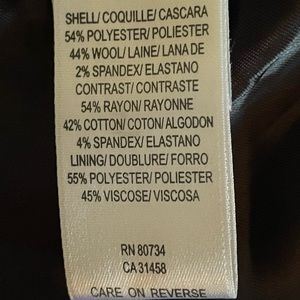 SHELL/ COQUILLE/ CASCARA
54% POLYESTER/ POLIESTER
44% WOOL/ LAINE/ LANA DE
2% SPANDEX/ ELASTANO
CONTRAST/ CONTRASTE
54% RAYON/ RAYONNE
42% COTTON/ COTON/ ALGODON
4% SPANDEX/ ELASTANO
LINING/ DOUBLURE/ FORRO
55% POLYESTER/ POLIESTER
45% VISCOSE/ VISCOSA
RN 80734
CA 31458
CARE ON REVERSE